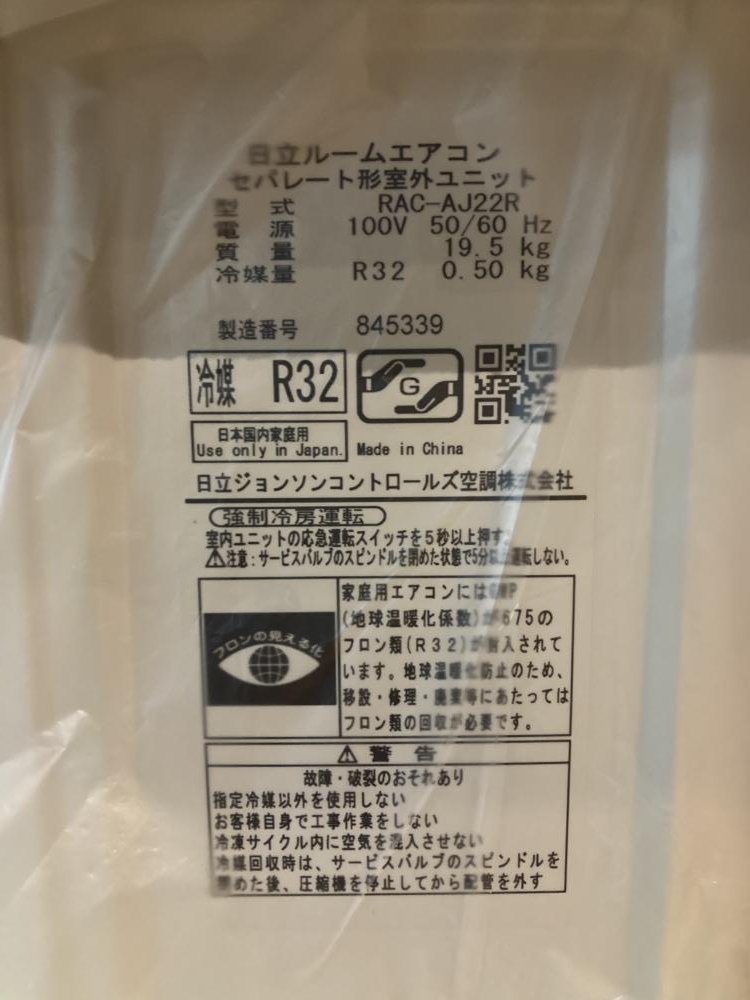 日立ルームエアコン
セパレート形室外ユニット
型 式 RAC-AJ22R
電 源 100V 50/60 Hz
質 量 19.5 kg
冷媒量 R32 0.50 kg
製造番号 845339
冷媒 R32
G
日本国内家庭用
Use only in Japan.
Made in China
日立ジョンソンコントロールズ空調株式会社
強制冷房運転
室内ユニットの応急運転スイッチを5秒以上押す。
⚠注意:サービスバルブのスピンドルを閉めた状態で5分以上運転しない。
フロンの見える化
家庭用エアコンにはGWP
(地球温暖化係数)が675の
フロン類(R32)が封入されて
います。地球温暖化防止のため、
移設・修理・廃棄等にあたっては
フロン類の回収が必要です。
⚠ 警 告
故障・破裂のおそれあり
指定冷媒以外を使用しない
お客様自身で工事作業をしない
冷凍サイクル内に空気を混入させない
冷媒回収時は、サービスバルブのスピンドルを
閉めた後、圧縮機を停止してから配管を外す